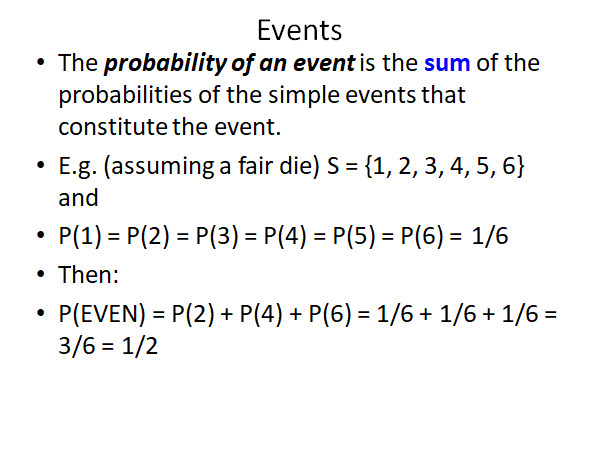 Events
• The probability of an event is the sum of the
probabilities of the simple events that
constitute the event.
• E.g. (assuming a fair die) S = {1, 2, 3, 4, 5, 6}
and
• P(1) = P(2) = P(3) = P(4) = P(5) = P(6) = 1/6
• Then:
• P(EVEN) = P(2) + P(4) + P(6) = 1/6 + 1/6 + 1/6 =
3/6 = 1/2